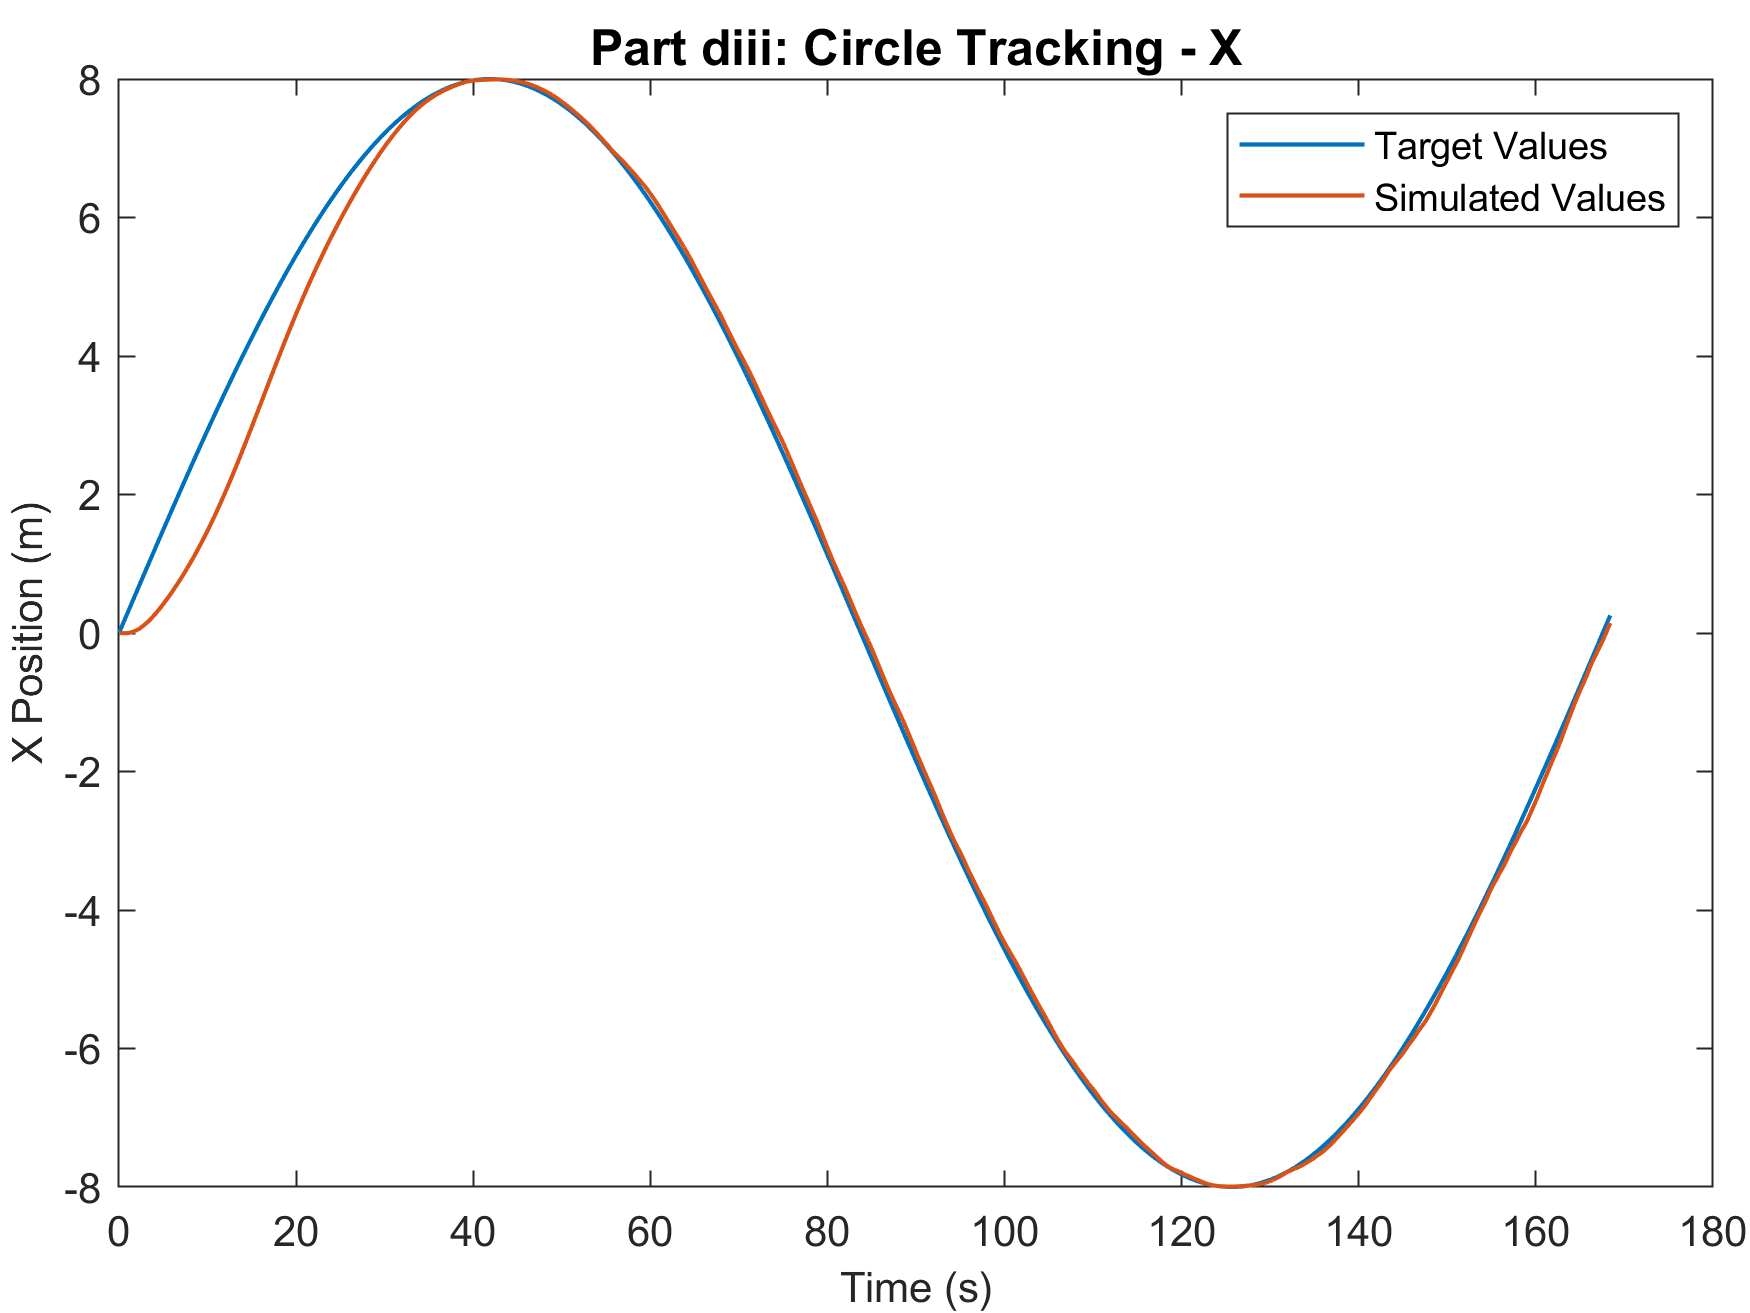 Part diii: Circle Tracking - X
Target Values
Simulated Values
8
6
4
2
0
-2
-4
-6
-8
X Position (m)
0 20 40 60 80 100 120 140 160 180
Time (s)